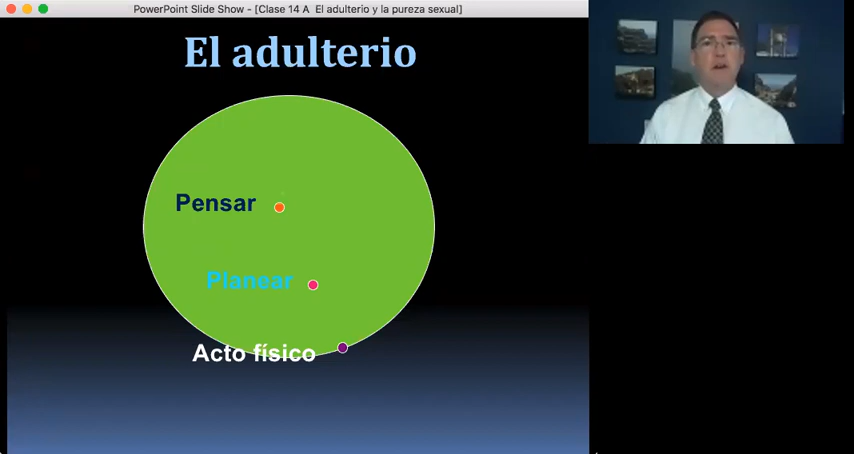 PowerPoint Slide Show - [Clase 14 A  El adulterio y la pureza sexual]
El adulterio
Pensar
Planear
Acto físico